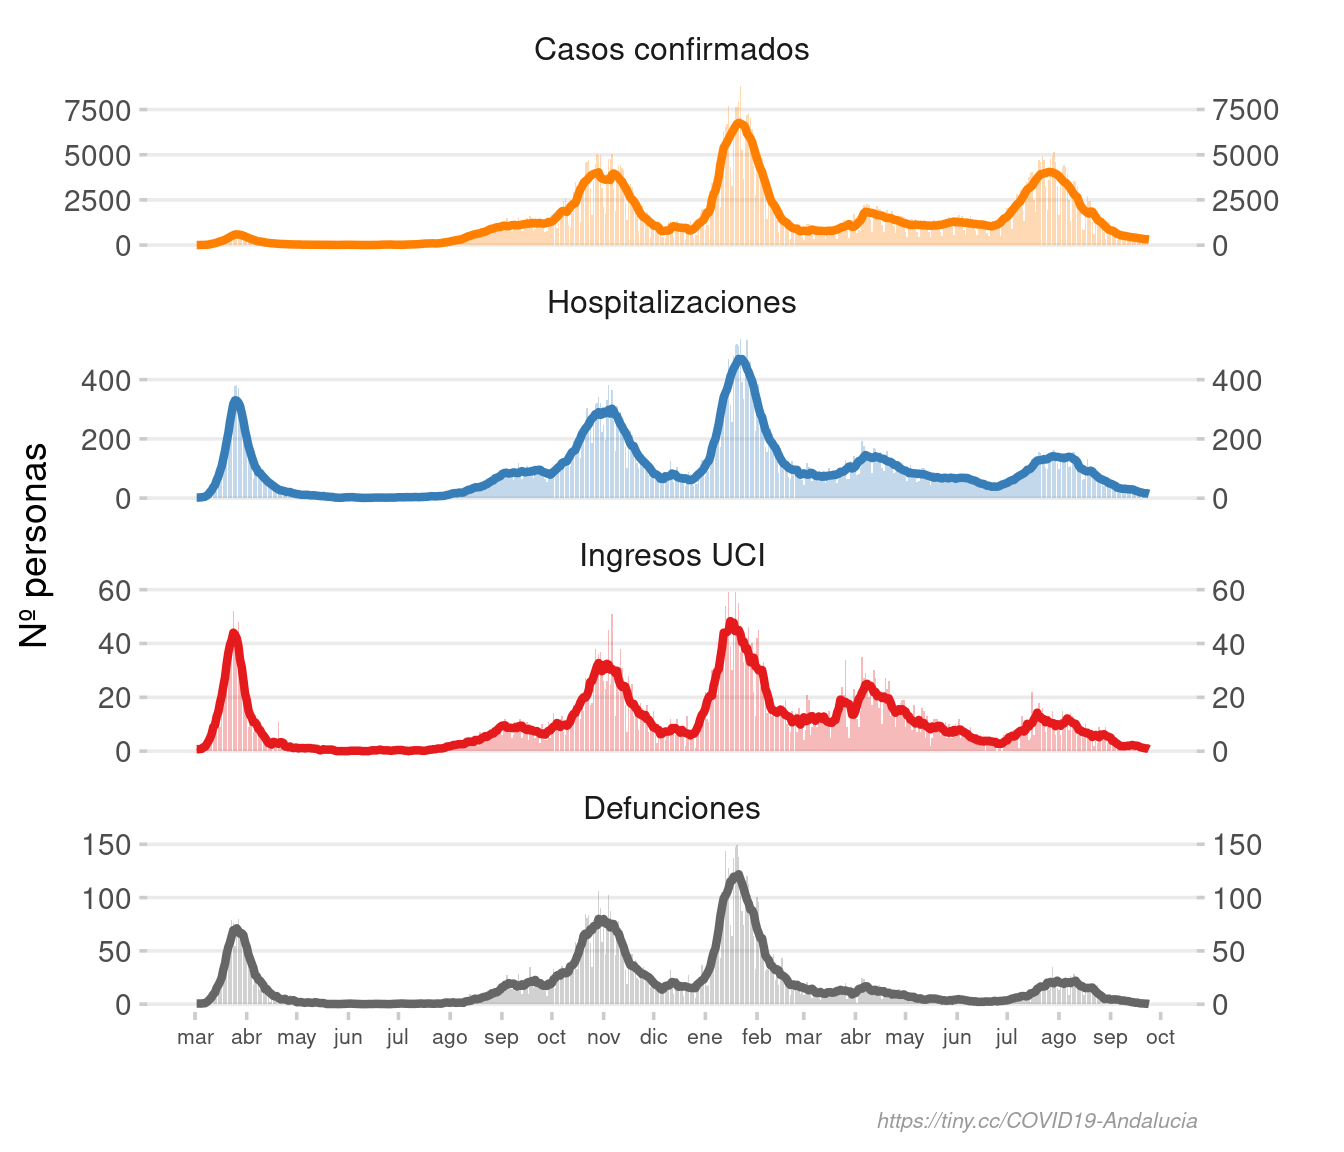 Casos confirmados
7500 7500
5000 5000
2500 2500
0 0
Hospitalizaciones
400 400
200 200
0 0
Nº personas
Ingresos UCI
60 60
40 40
20 20
0 0
Defunciones
150 150
100 100
50 50
0 0
mar abr may jun jul ago sep oct nov dic ene feb mar abr may jun jul ago sep oct
https://tiny.cc/COVID19-Andalucia